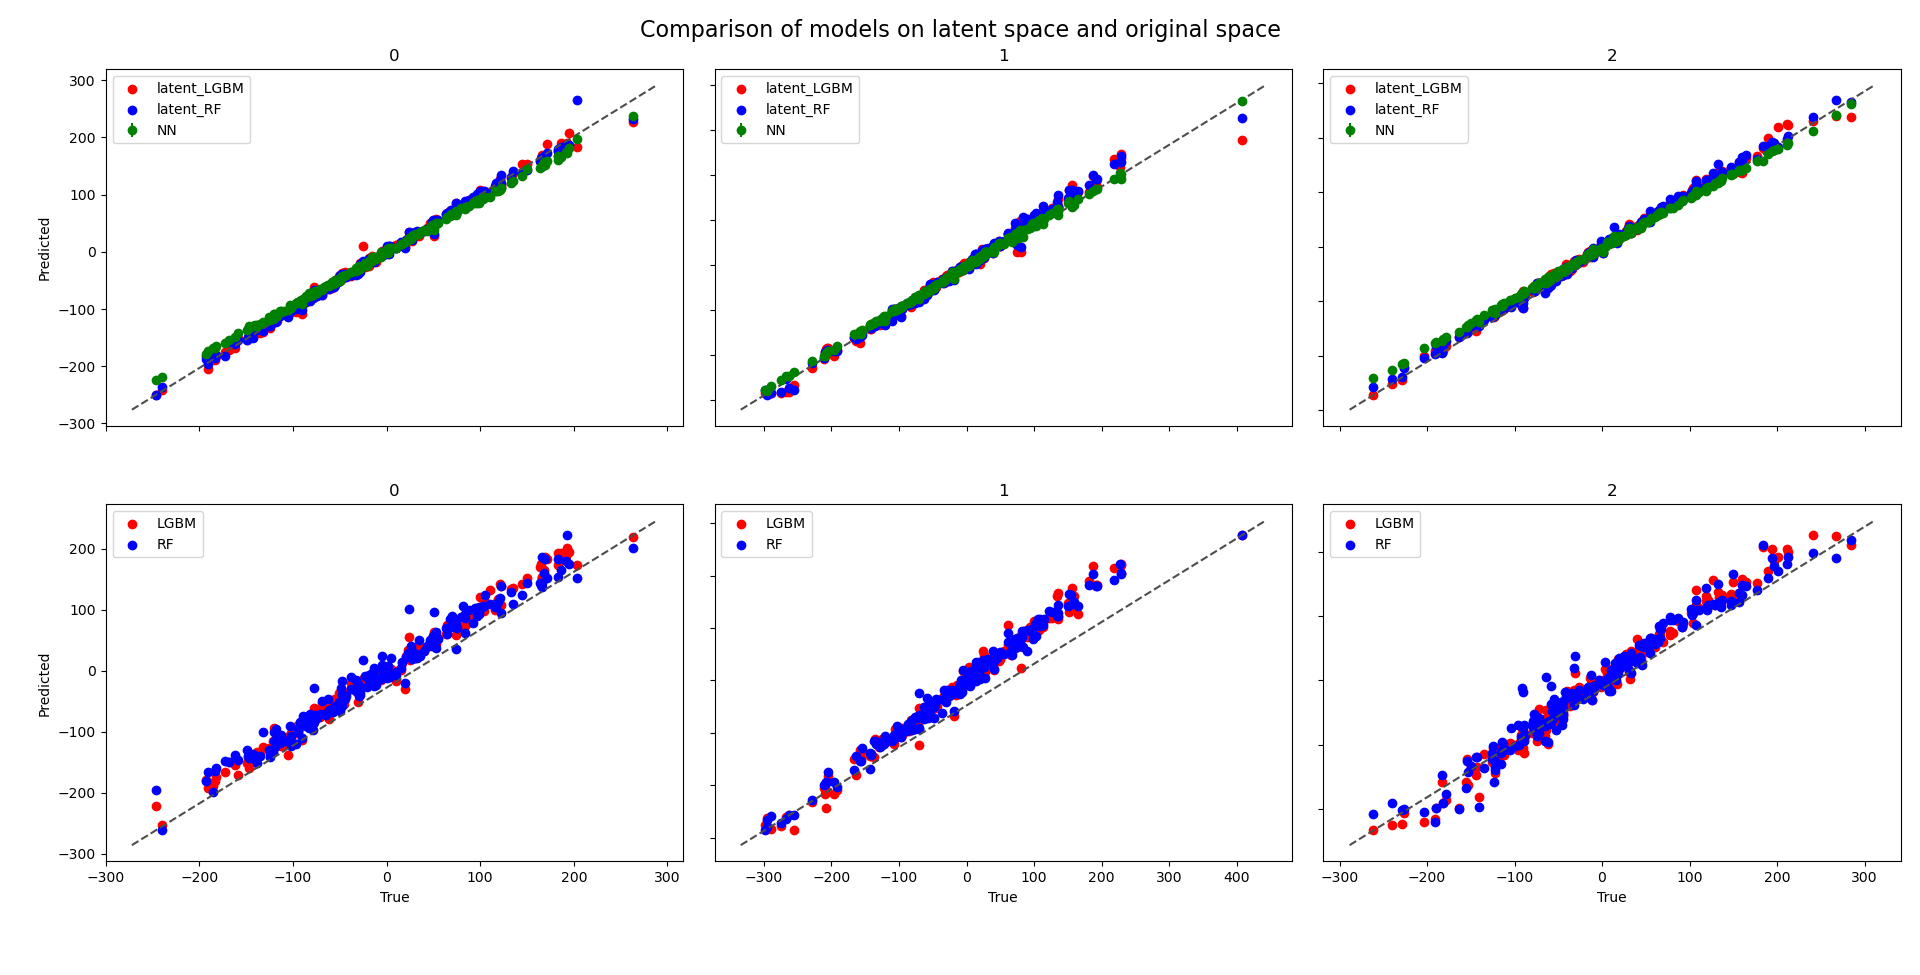 Comparison of models on latent space and original space
0
1
2
latent_LGBM
latent_RF
NN
latent_LGBM
latent_RF
NN
latent_LGBM
latent_RF
NN
300
200
100
0
−100
−200
−300
Predicted
0
1
2
LGBM
RF
LGBM
RF
LGBM
RF
200
100
0
−100
−200
−300
Predicted
−300 −200 −100 0 100 200 300
−300 −200 −100 0 100 200 300 400
−300 −200 −100 0 100 200 300
True
True
True